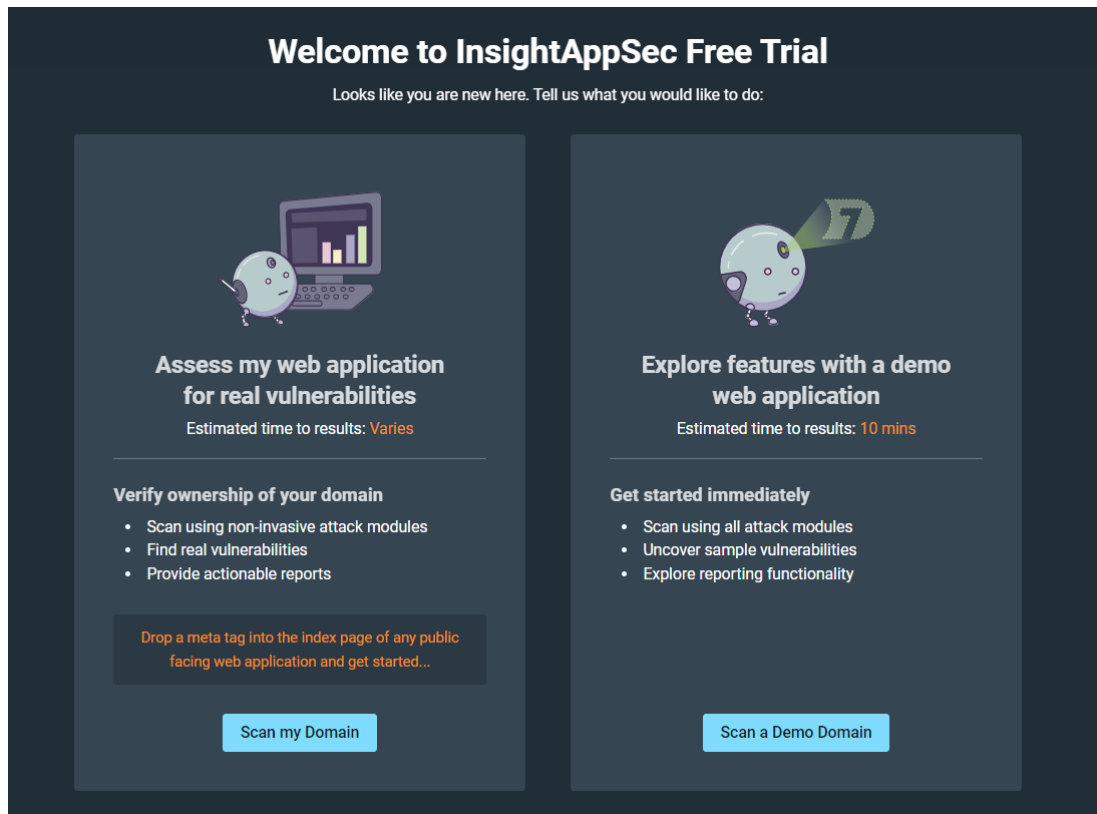 Welcome to InsightAppSec Free Trial
Looks like you are new here. Tell us what you would like to do:
Assess my web application
for real vulnerabilities
Estimated time to results: Varies
Verify ownership of your domain
• Scan using non-invasive attack modules
• Find real vulnerabilities
• Provide actionable reports
Drop a meta tag into the index page of any public
facing web application and get started...
Scan my Domain
7
Explore features with a demo
web application
Estimated time to results: 10 mins
Get started immediately
• Scan using all attack modules
• Uncover sample vulnerabilities
• Explore reporting functionality
Scan a Demo Domain